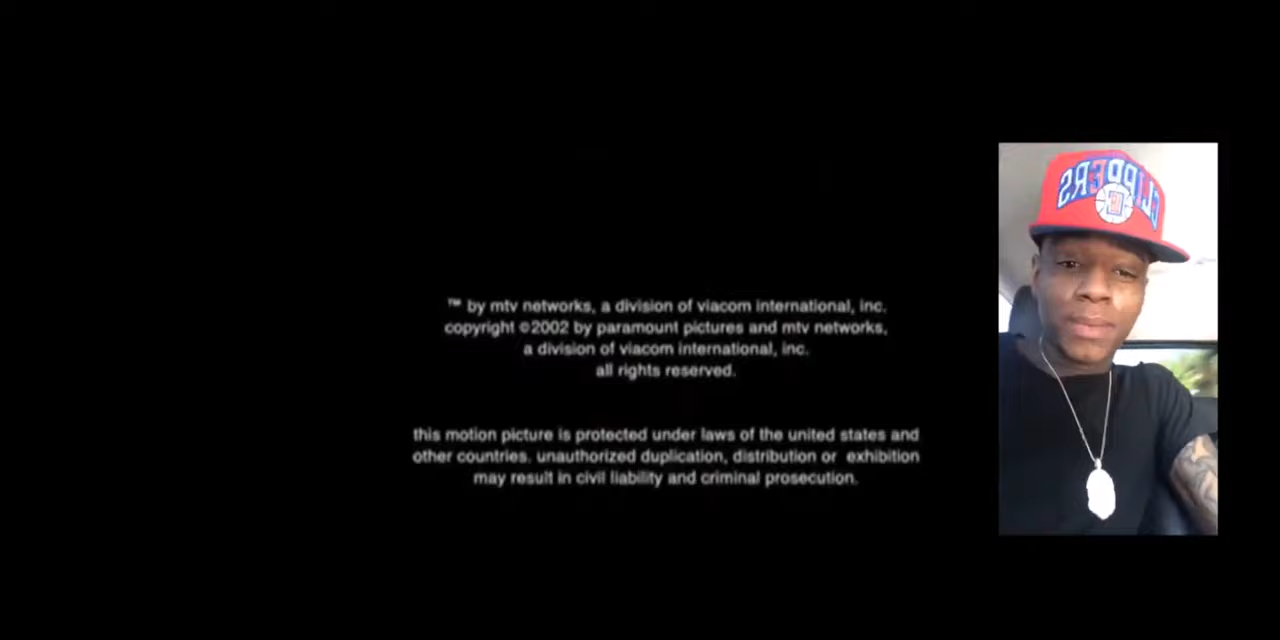 ™ by mtv networks, a division of viacom international, inc.
copyright ©2002 by paramount pictures and mtv networks,
a division of viacom international, inc.
all rights reserved.
this motion picture is protected under laws of the united states and
other countries. unauthorized duplication, distribution or exhibition
may result in civil liability and criminal prosecution.
CLIPPERS